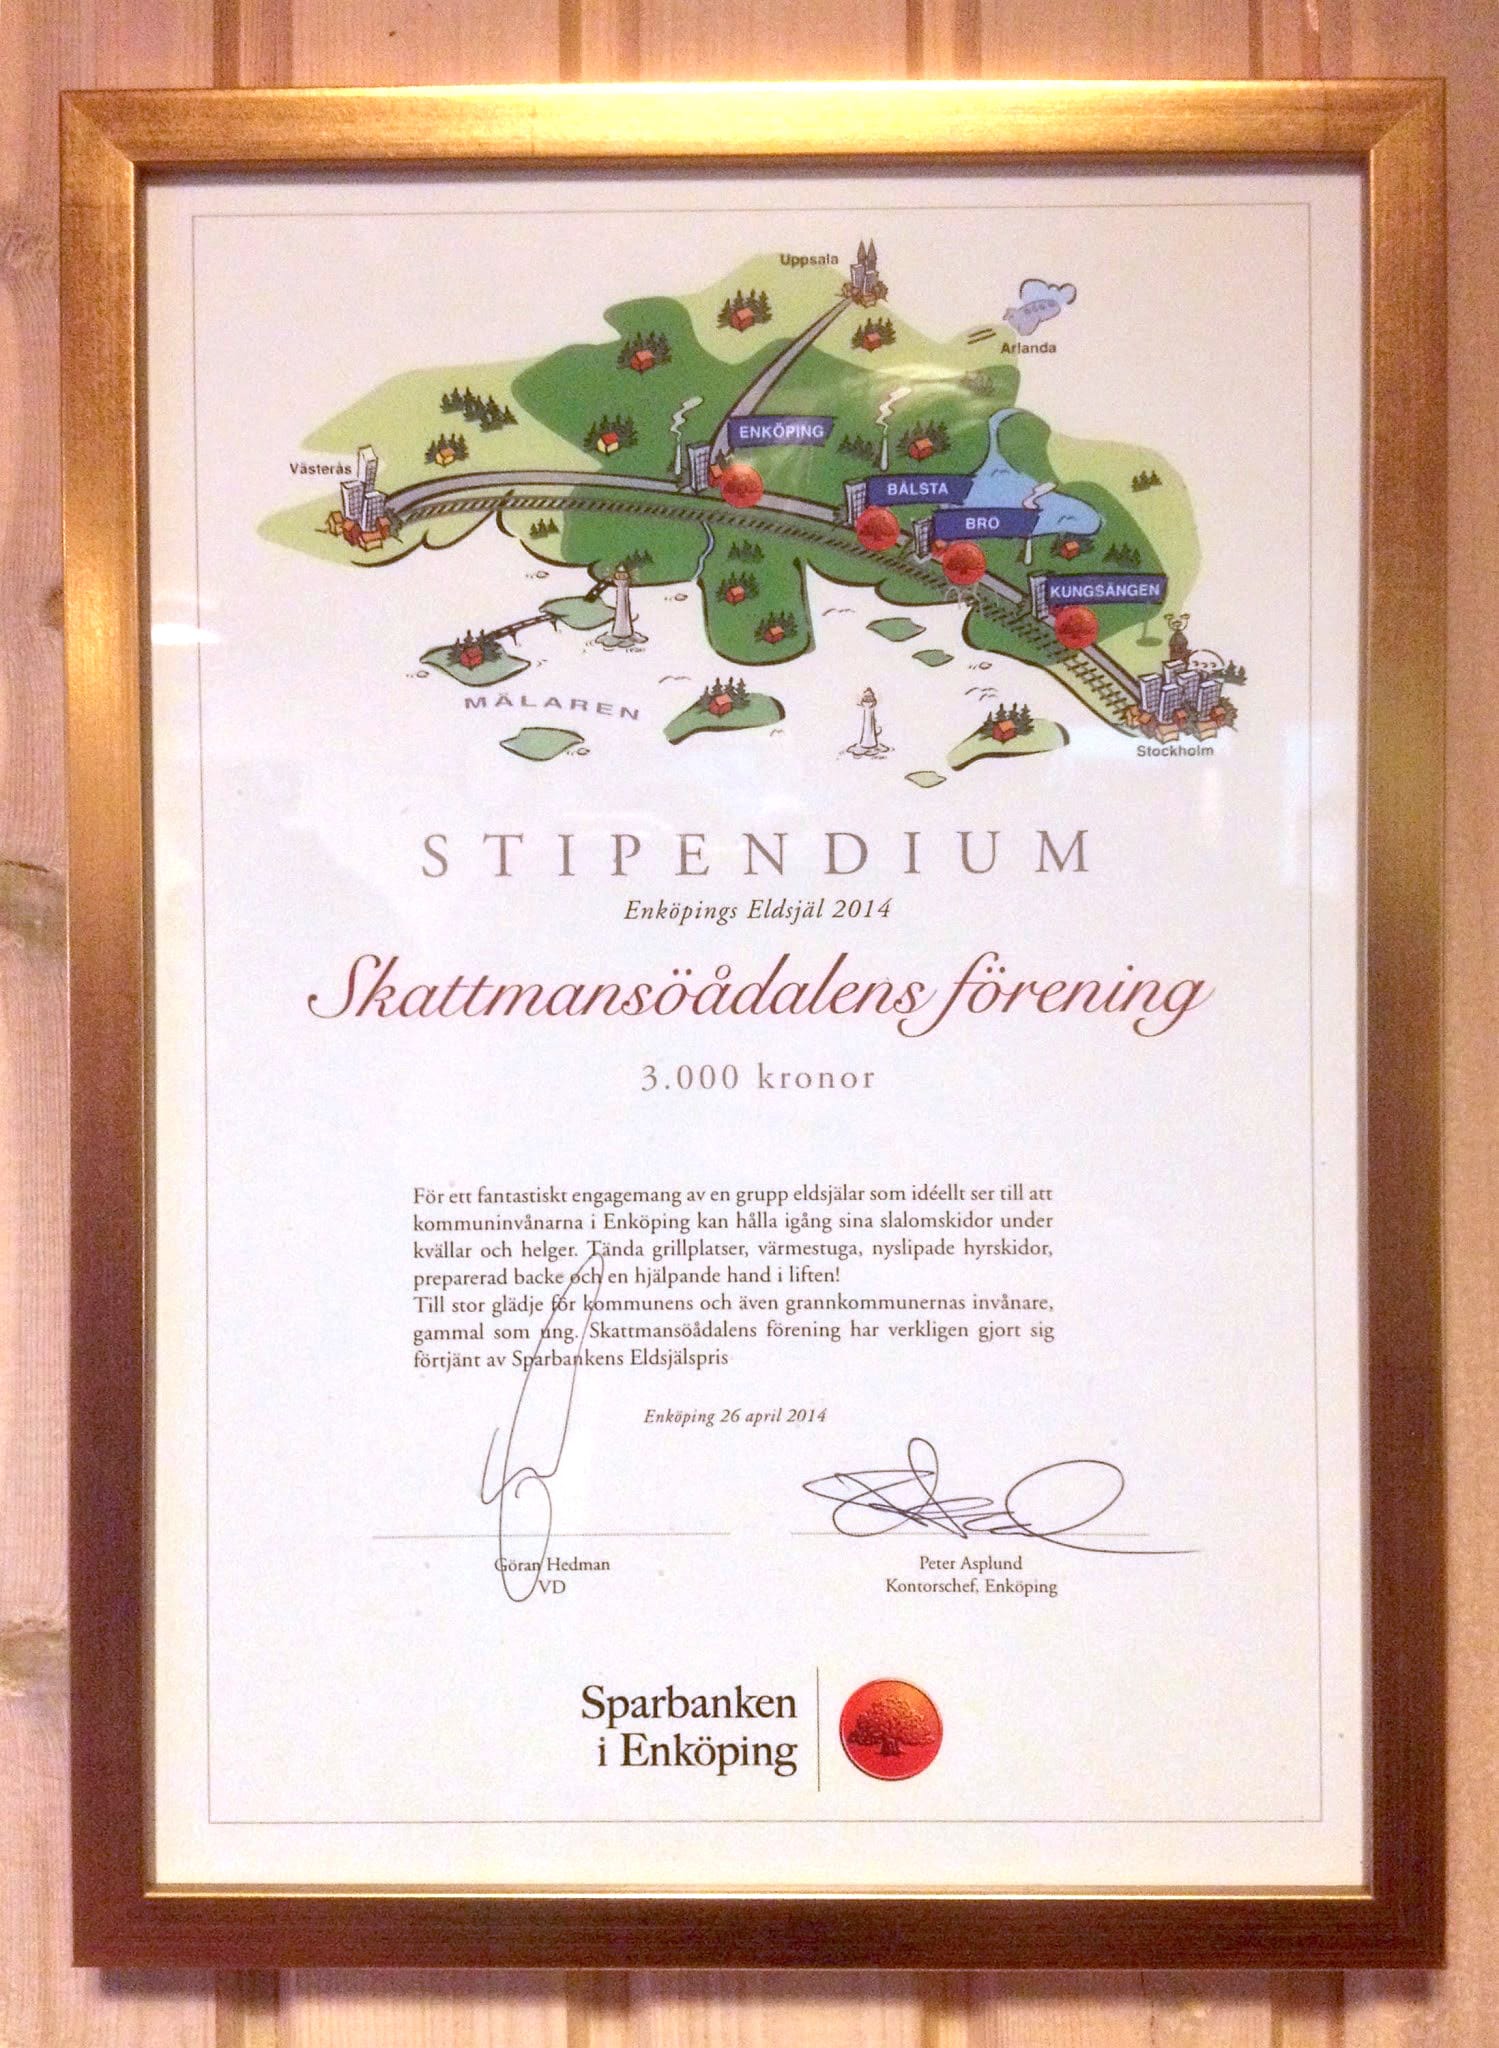 Uppsala
Arlanda
ENKÖPING
Västerås
BÅLSTA
BRO
KUNGSÄNGEN
MÄLAREN
Stockholm
STIPENDIUM
Enköpings Eldsjäl 2014
Skattmansöådalens förening
3.000 kronor
För ett fantastiskt engagemang av en grupp eldsjälar som idéellt ser till att
kommuninvånarna i Enköping kan hålla igång sina slalomskidor under
kvällar och helger. Tända grillplatser, värmestuga, nyslipade hyrskidor,
preparerad backe och en hjälpande hand i liften!
Till stor glädje för kommunens och även grannkommunernas invånare,
gammal som ung. Skattmansöådalens förening har verkligen gjort sig
förtjänt av Sparbankens Eldsjälspris
Enköping 26 april 2014
Göran Hedman
VD
Peter Asplund
Kontorschef, Enköping
Sparbanken
i Enköping